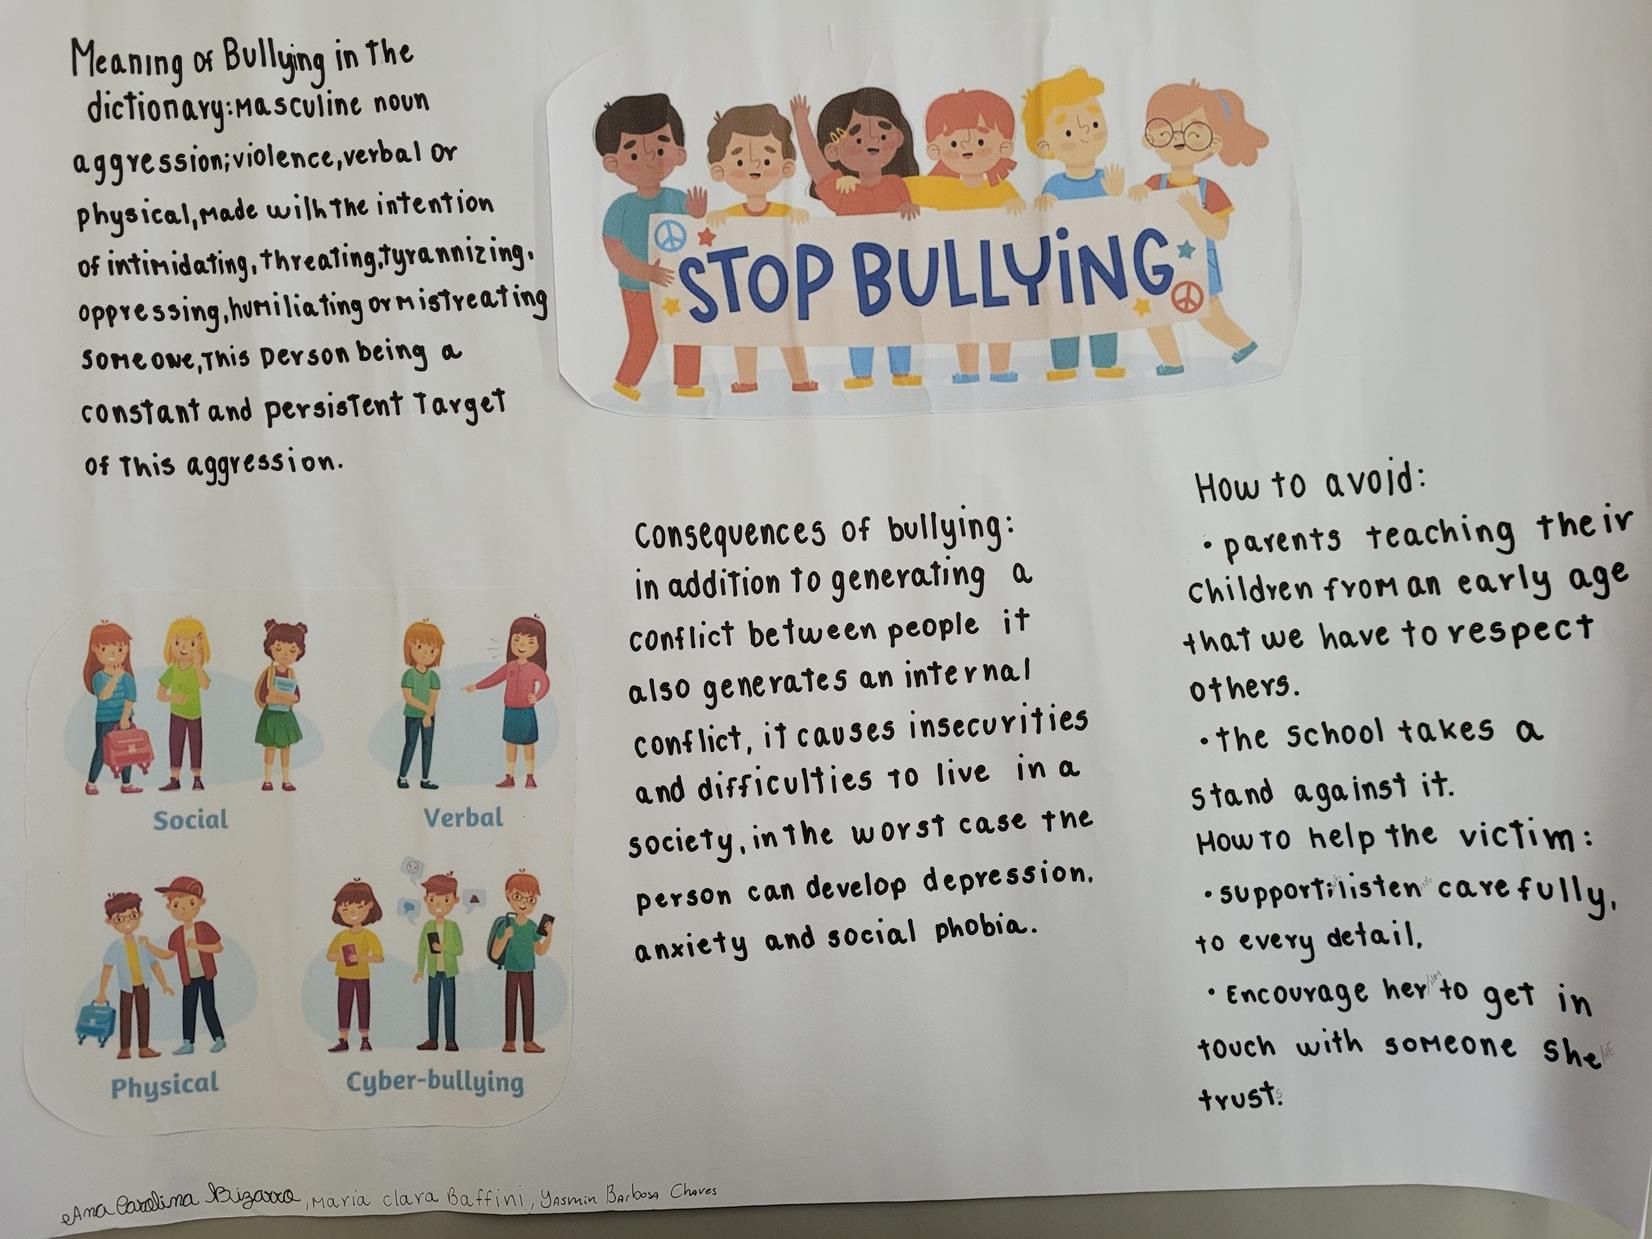 Meaning of Bullying in the
dictionary: Masculine noun
aggression; violence, verbal or
physical, made wilh the intention
of intimidating, threating, tyrannizing,
oppressing, humiliating or mistreating
someowe, This person being a
constant and persistent Target
of This aggression.
STOP BULLYiNG
Social
Verbal
Physical
Cyber-bullying
Consequences of bullying:
in addition to generating a
conflict between people it
also generates an internal
conflict, it causes insecurities
and difficulties to live in a
society, in the worst case the
person can develop depression,
anxiety and social phobia.
How to avoid:
• parents teaching their
children from an early age
that we have to respect
others.
• the school takes a
stand against it.
How to help the victim:
• support: listen carefully,
to every detail,
• Encourage her/him to get in
touch with someone she/he
trusts.
Ana Carolina Bizarro, Maria Clara Baffini, Yasmin Barbosa Chaves